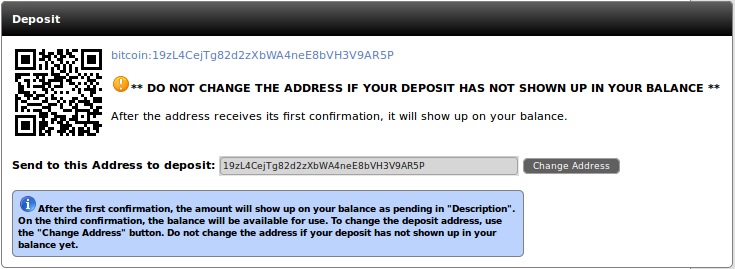 Deposit
bitcoin:19zL4CejTg82d2zXbWA4neE8bVH3V9AR5P
** DO NOT CHANGE THE ADDRESS IF YOUR DEPOSIT HAS NOT SHOWN UP IN YOUR BALANCE **
After the address receives its first confirmation, it will show up on your balance.
Send to this Address to deposit: 19zL4CejTg82d2zXbWA4neE8bVH3V9AR5P Change Address
After the first confirmation, the amount will show up on your balance as pending in "Description".
On the third confirmation, the balance will be available for use. To change the deposit address, use
the "Change Address" button. Do not change the address if your deposit has not shown up in your
balance yet.